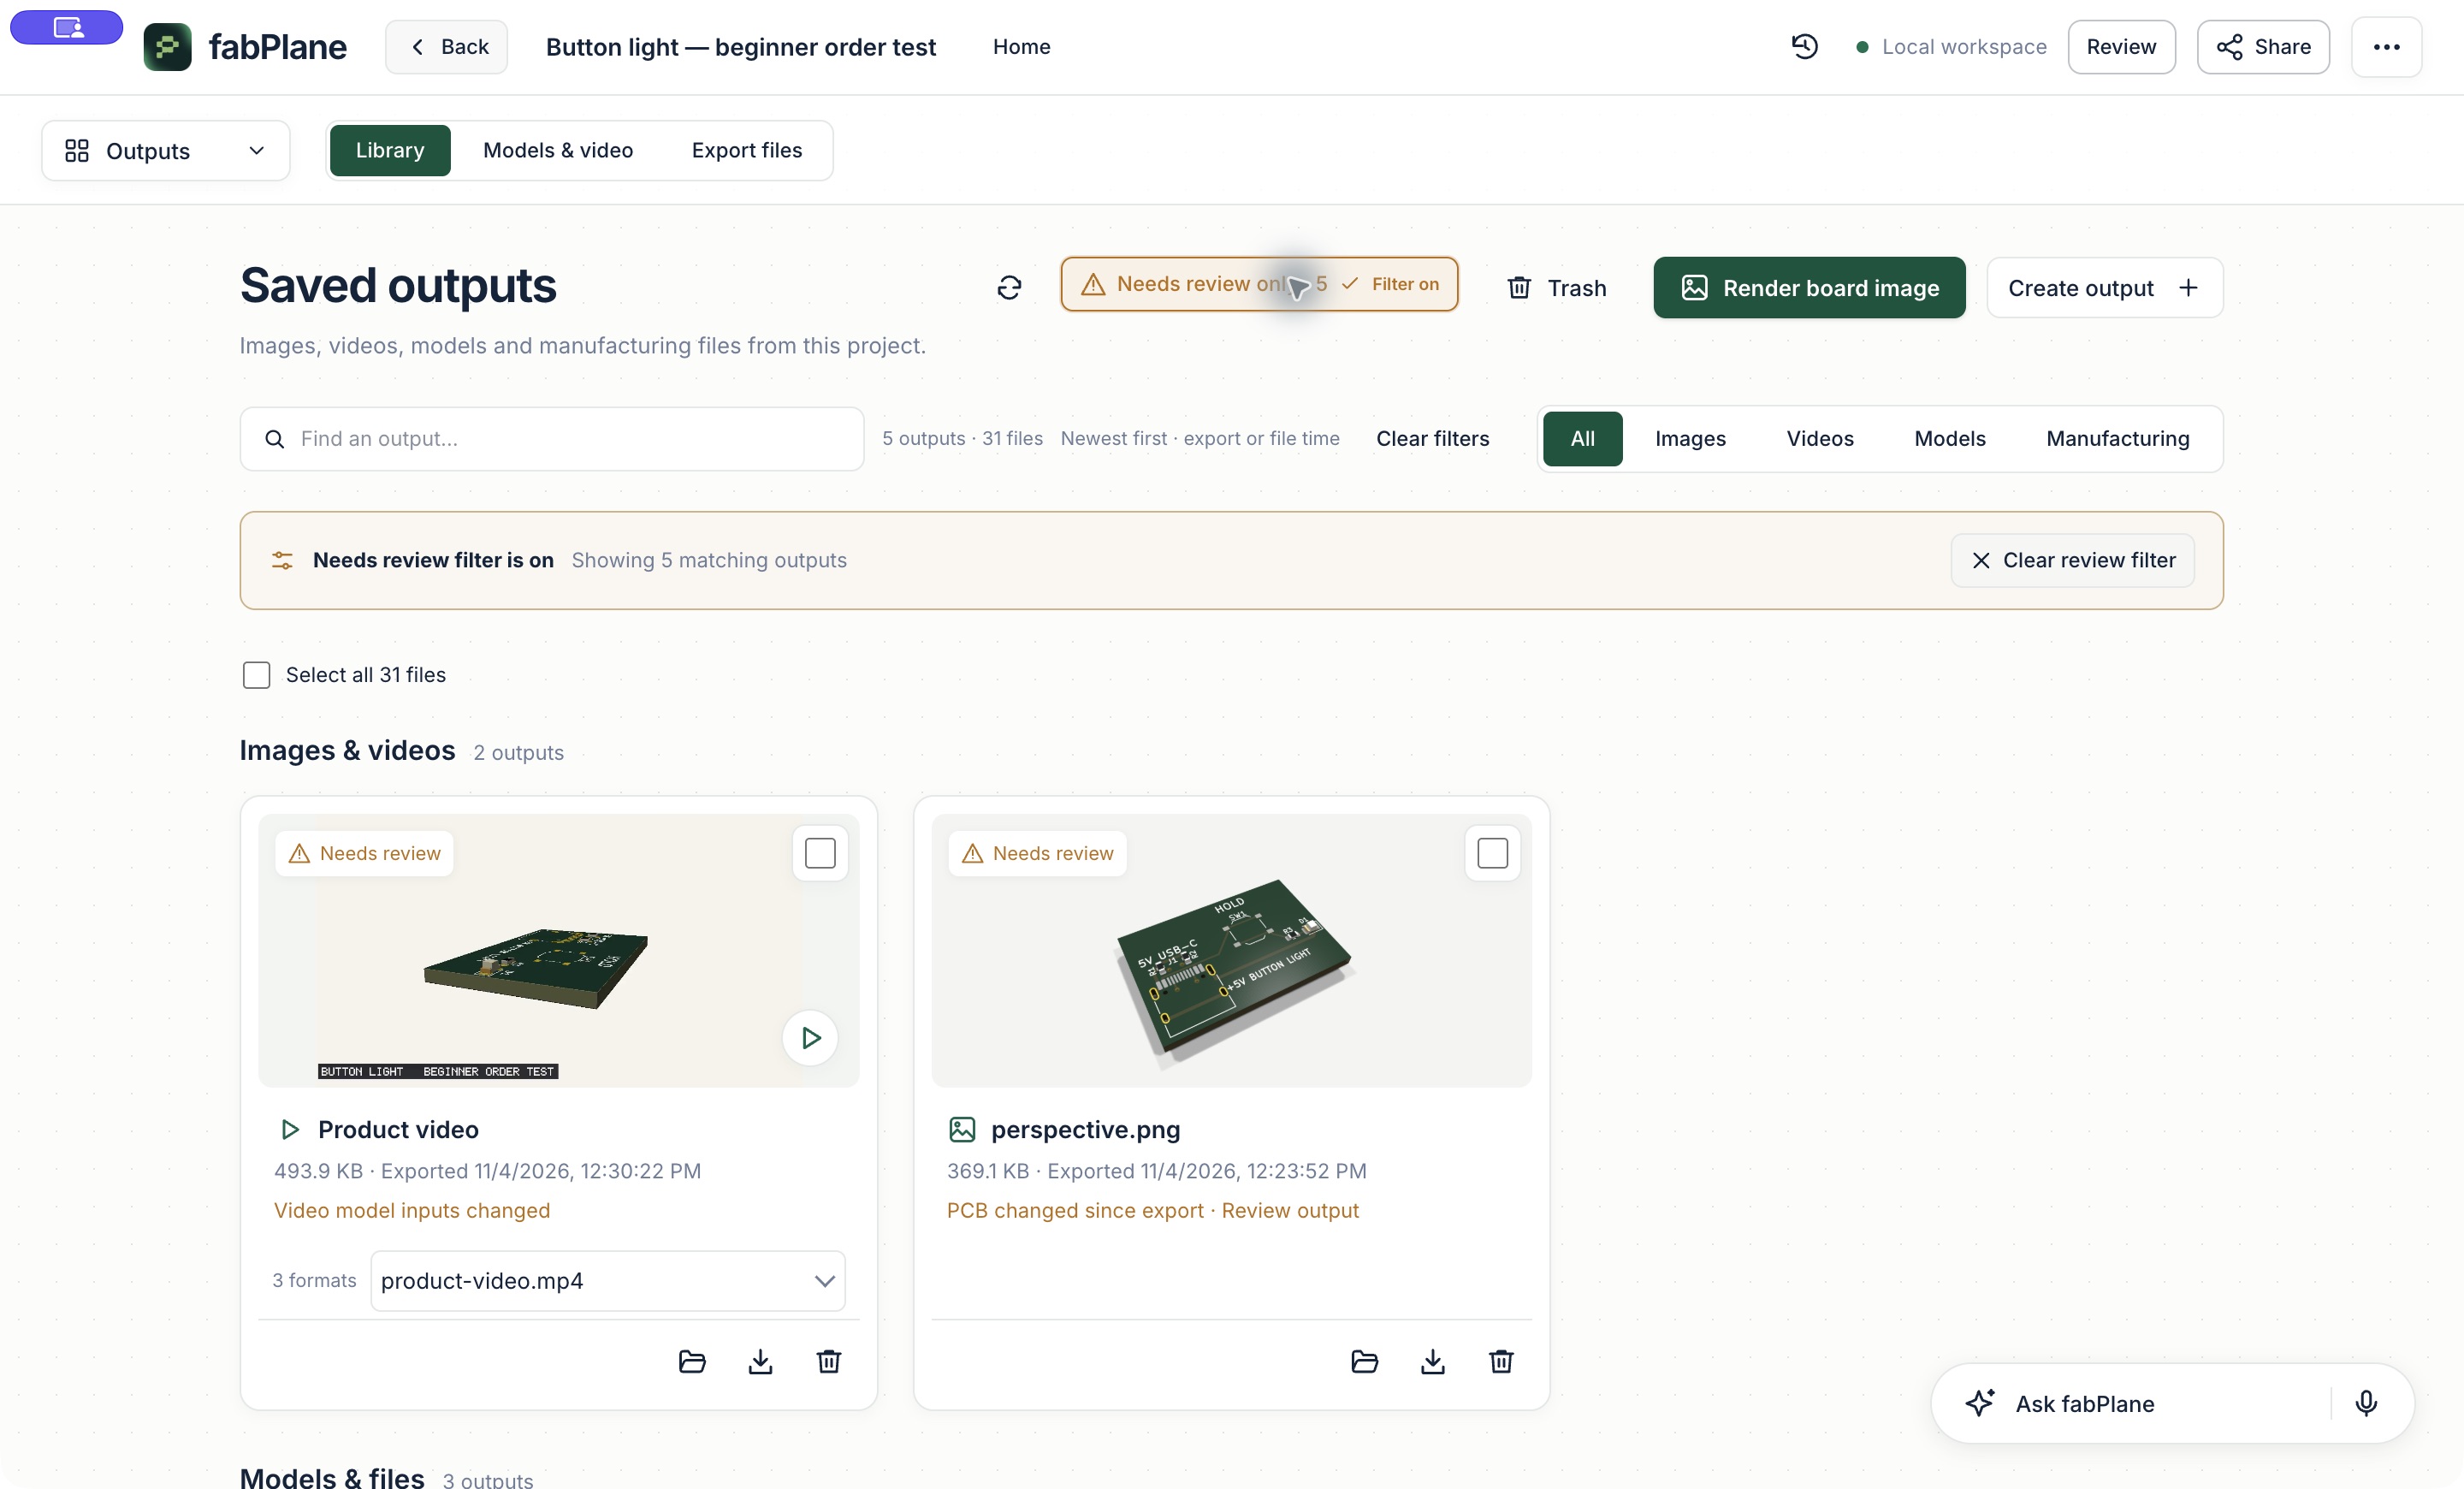 fabPlane
Back
Button light — beginner order test
Home
Local workspace
Review
Share
Outputs
Library
Models & video
Export files
Saved outputs
Needs review only 5 Filter on
Trash
Render board image
Create output
Images, videos, models and manufacturing files from this project.
Find an output...
5 outputs · 31 files
Newest first · export or file time
Clear filters
All
Images
Videos
Models
Manufacturing
Needs review filter is on
Showing 5 matching outputs
Clear review filter
Select all 31 files
Images & videos
2 outputs
Needs review
BUTTON LIGHT BEGINNER ORDER TEST
Product video
493.9 KB · Exported 11/4/2026, 12:30:22 PM
Video model inputs changed
3 formats
product-video.mp4
Needs review
HOLD
SW1
5V USB-C
J1
D1
+5V BUTTON LIGHT
perspective.png
369.1 KB · Exported 11/4/2026, 12:23:52 PM
PCB changed since export · Review output
Models & files
3 outputs
Ask fabPlane